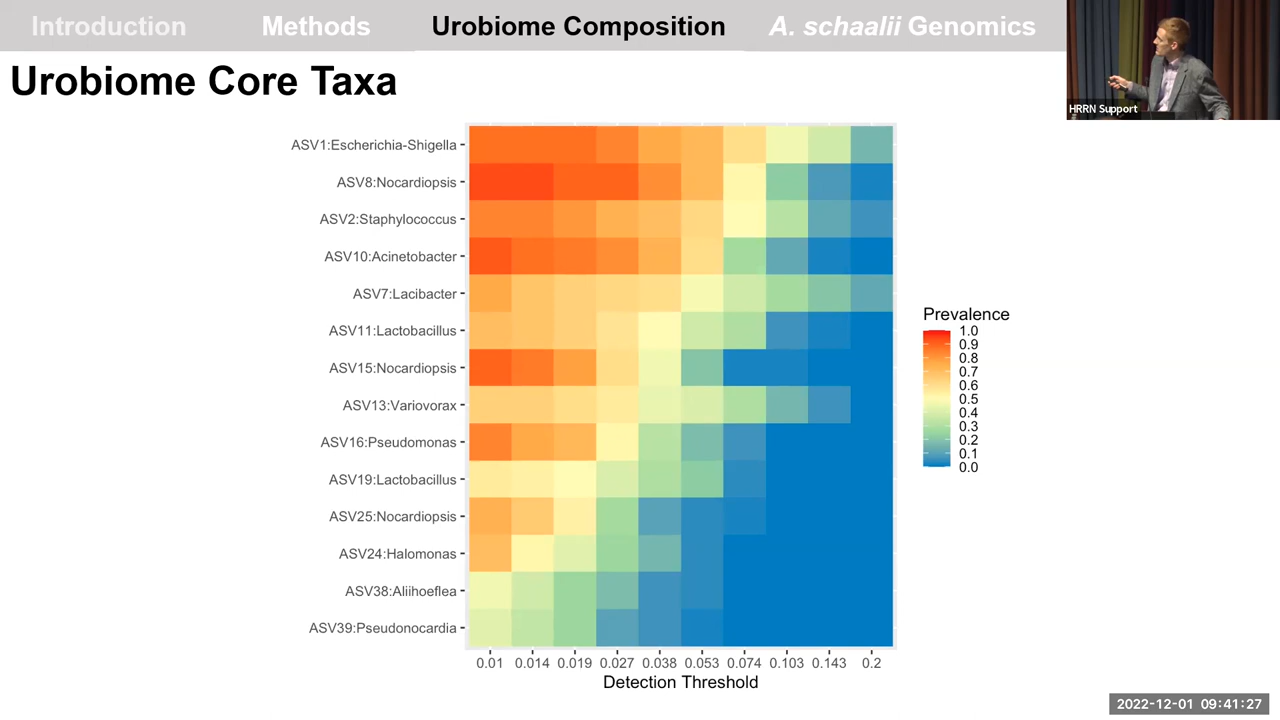 Introduction Methods Urobiome Composition A. schaalii Genomics
Urobiome Core Taxa
HRRN Support
ASV1:Escherichia-Shigella
ASV8:Nocardiopsis
ASV2:Staphylococcus
ASV10:Acinetobacter
ASV7:Lacibacter
ASV11:Lactobacillus
ASV15:Nocardiopsis
ASV13:Variovorax
ASV16:Pseudomonas
ASV19:Lactobacillus
ASV25:Nocardiopsis
ASV24:Halomonas
ASV38:Aliihoeflea
ASV39:Pseudonocardia
0.01 0.014 0.019 0.027 0.038 0.053 0.074 0.103 0.143 0.2
Detection Threshold
Prevalence
1.0
0.9
0.8
0.7
0.6
0.5
0.4
0.3
0.2
0.1
0.0
2022-12-01 09:41:27